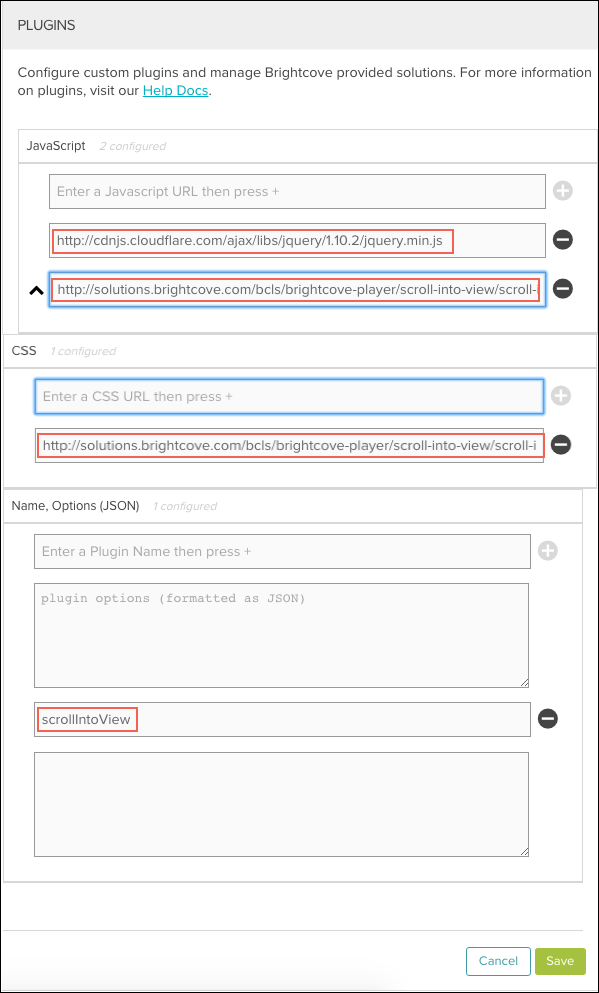 PLUGINS
Configure custom plugins and manage Brightcove provided solutions. For more information
on plugins, visit our Help Docs.
JavaScript 2 configured
Enter a Javascript URL then press +
http://cdnjs.cloudflare.com/ajax/libs/jquery/1.10.2/jquery.min.js
http://solutions.brightcove.com/bcls/brightcove-player/scroll-into-view/scroll-i
CSS 1 configured
Enter a CSS URL then press +
http://solutions.brightcove.com/bcls/brightcove-player/scroll-into-view/scroll-i
Name, Options (JSON) 1 configured
Enter a Plugin Name then press +
plugin options (formatted as JSON)
scrollIntoView
Cancel Save